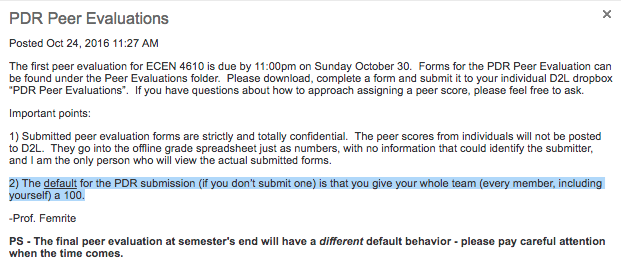 PDR Peer Evaluations
Posted Oct 24, 2016 11:27 AM
The first peer evaluation for ECEN 4610 is due by 11:00pm on Sunday October 30.  Forms for the PDR Peer Evaluation can
be found under the Peer Evaluations folder.  Please download, complete a form and submit it to your individual D2L dropbox
“PDR Peer Evaluations”.  If you have questions about how to approach assigning a peer score, please feel free to ask.
Important points:
1) Submitted peer evaluation forms are strictly and totally confidential.  The peer scores from individuals will not be posted
to D2L.  They go into the offline grade spreadsheet just as numbers, with no information that could identify the submitter,
and I am the only person who will view the actual submitted forms.
2) The default for the PDR submission (if you don’t submit one) is that you give your whole team (every member, including
yourself) a 100.
-Prof. Femrite
PS - The final peer evaluation at semester's end will have a different default behavior - please pay careful attention
when the time comes.